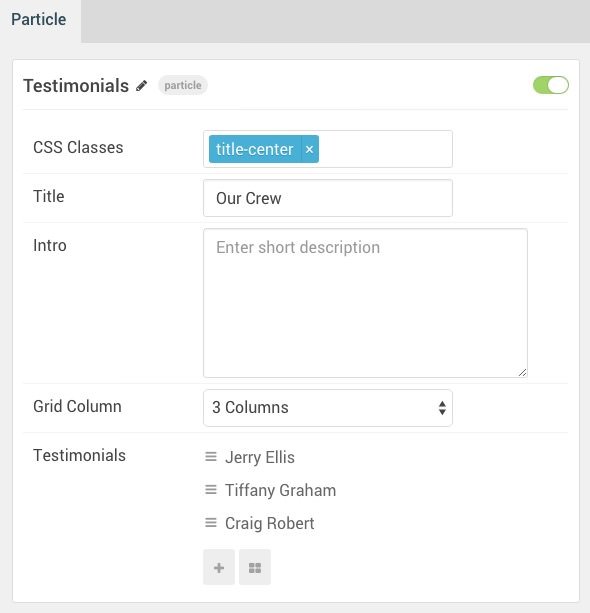 Particle
Testimonials particle
CSS Classes title-center ×
Title Our Crew
Intro Enter short description
Grid Column 3 Columns
Testimonials Jerry Ellis
Tiffany Graham
Craig Robert